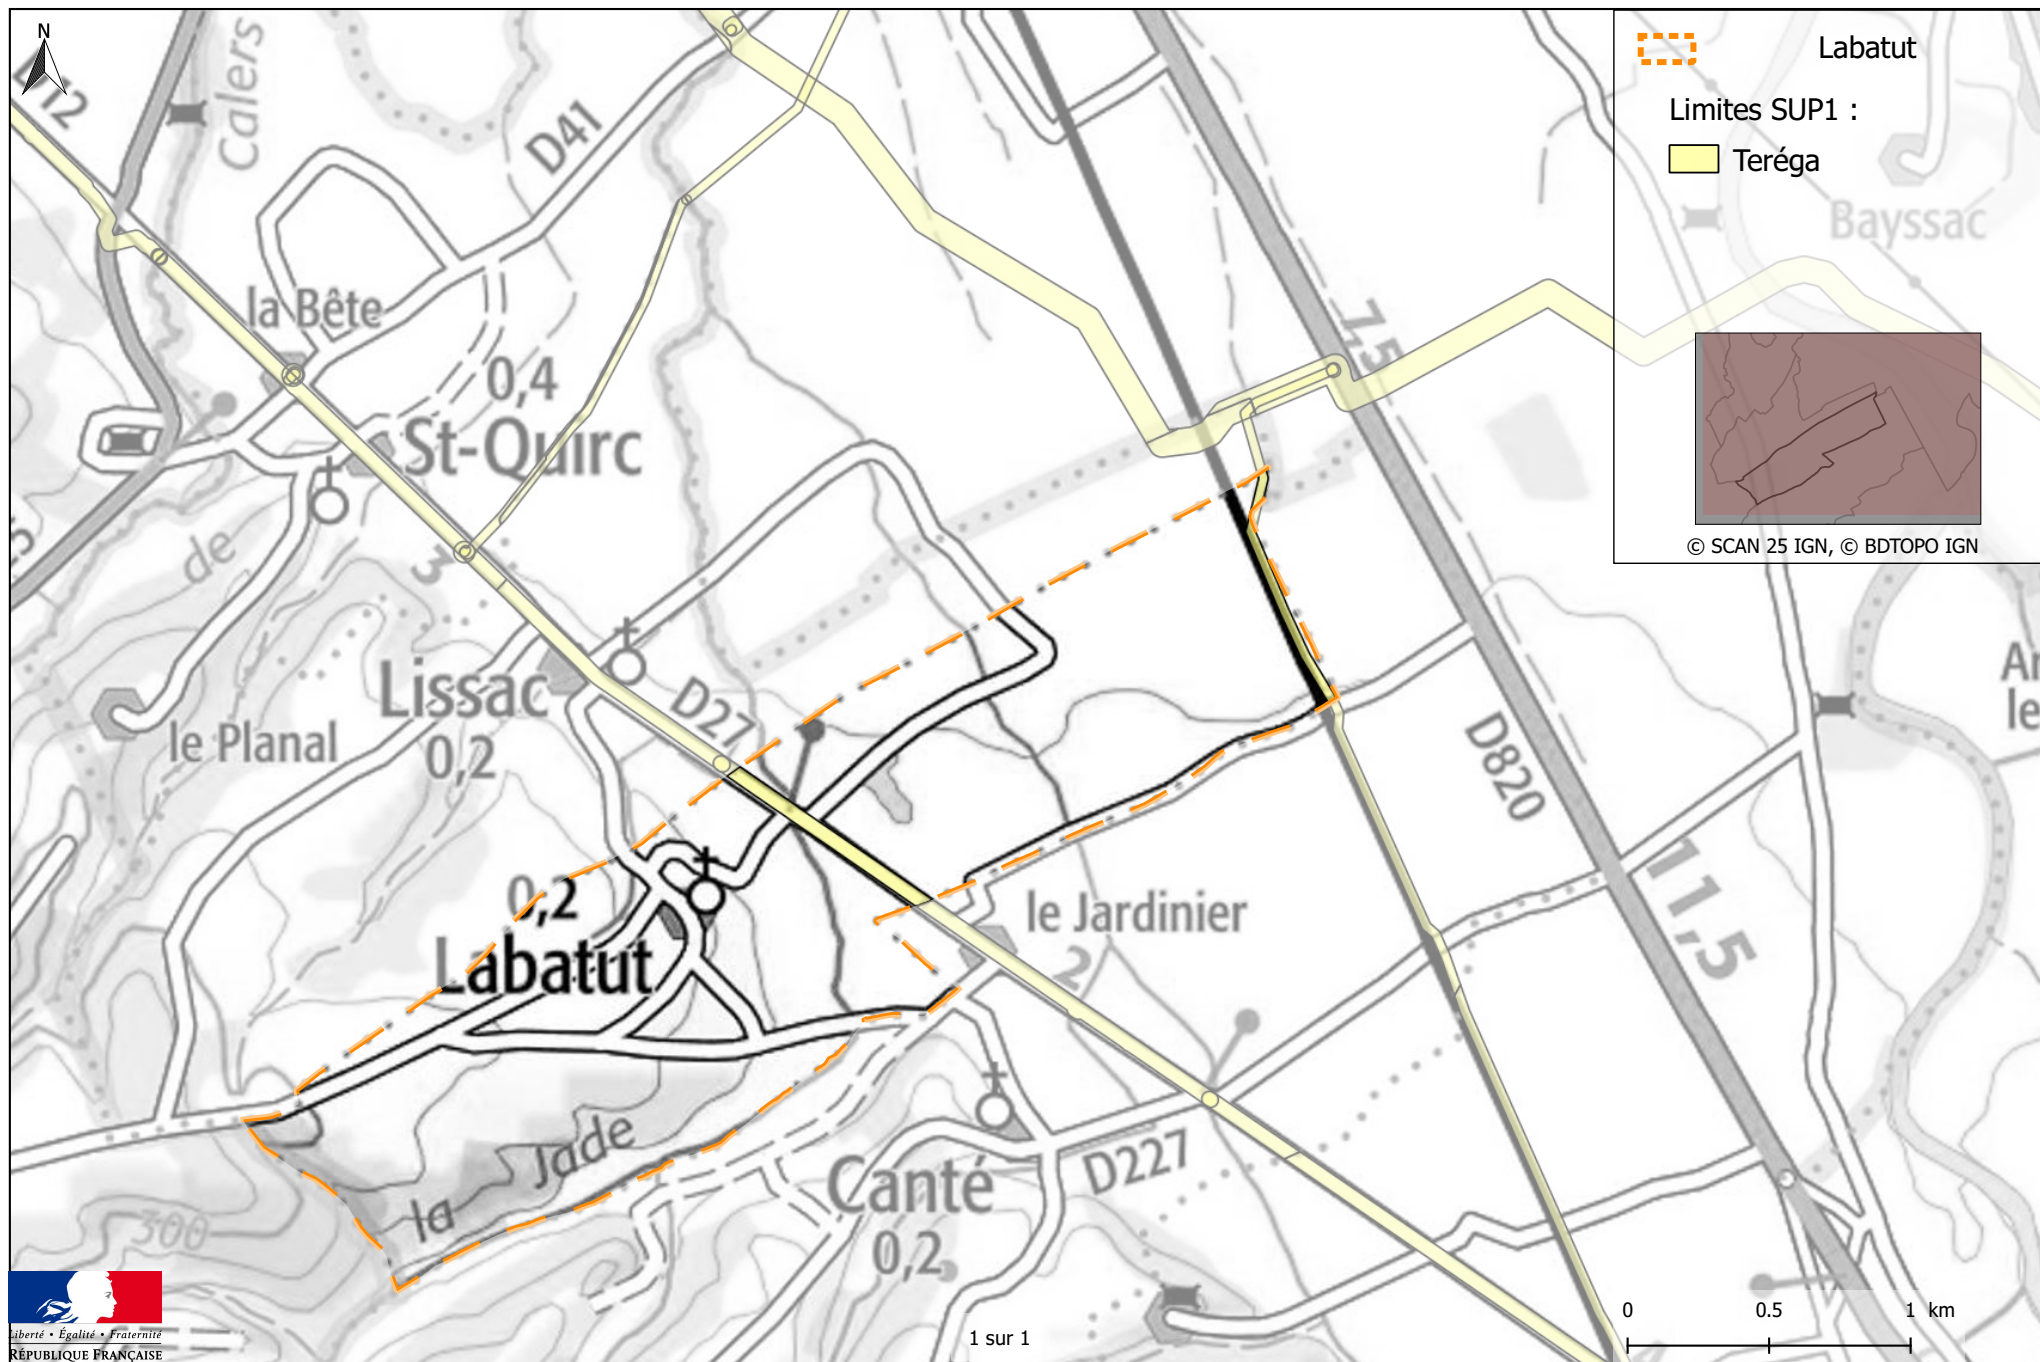 N
D12
Calers
D41
Labatut
Limites SUP1 :
Teréga
Bayssac
la Bête
7,5
0,4
St-Quirc
© SCAN 25 IGN, © BDTOPO IGN
de
3
Lissac
0,2
D27
le Planal
D820
0,2
Labatut
le Jardinier
2
11,5
la Jade
Canté
0,2
D227
300
Liberté • Égalité • Fraternité
RÉPUBLIQUE FRANÇAISE
1 sur 1
0 0.5 1 km